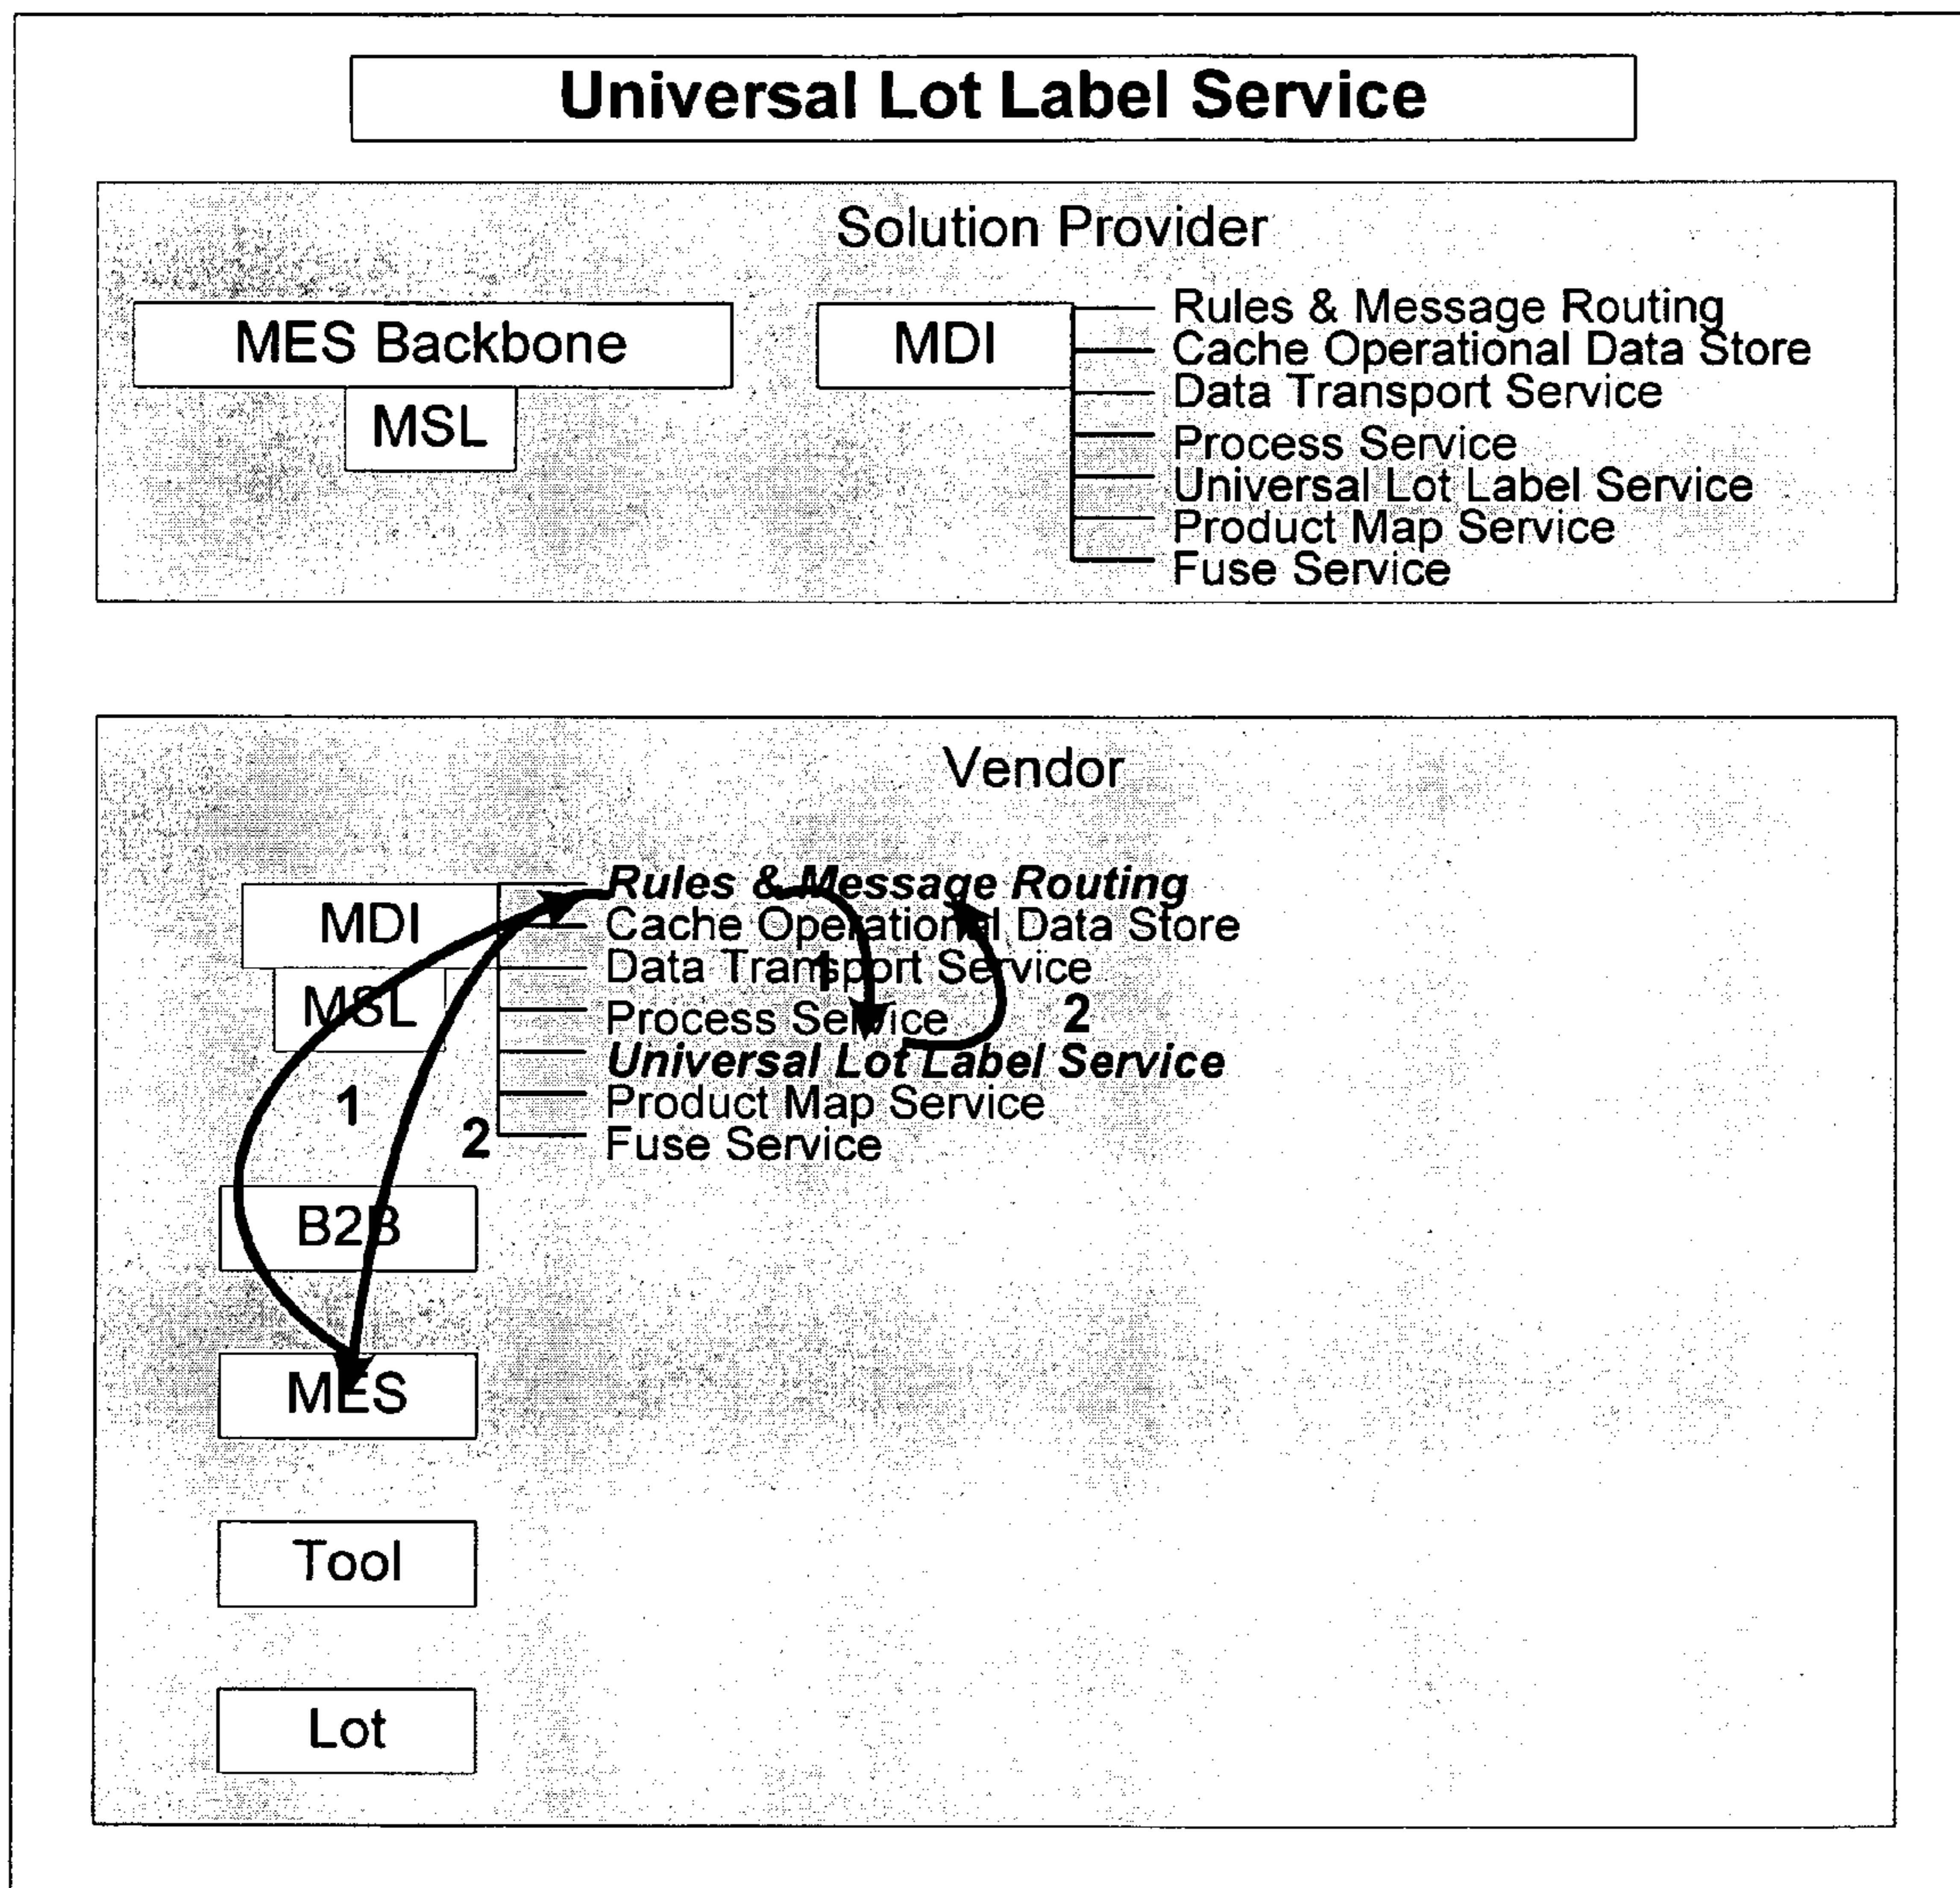 Universal Lot Label Service
Solution Provider
MES Backbone
MSL
MDI
Rules & Message Routing
Cache Operational Data Store
Data Transport Service
Process Service
Universal Lot Label Service
Product Map Service
Fuse Service
Vendor
MDI
MSL
Rules & Message Routing
Cache Operational Data Store
Data Transport Service
1
Process Service
2
Universal Lot Label Service
Product Map Service
Fuse Service
1
2
B2B
MES
Tool
Lot